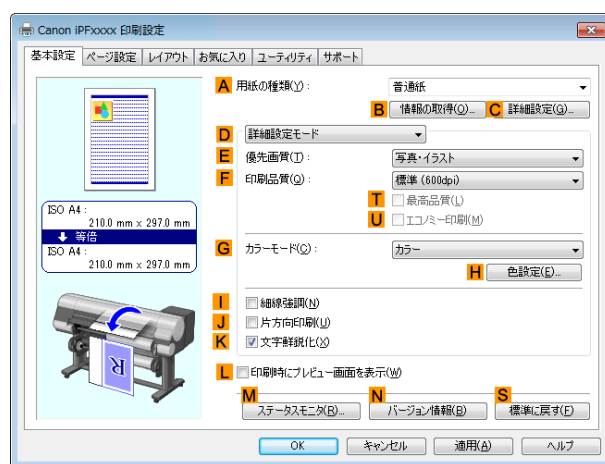 Canon iPFxxxx 印刷設定
基本設定 ページ設定 レイアウト お気に入り ユーティリティ サポート
A 用紙の種類(Y): 普通紙
B 情報の取得(O)... C 詳細設定(G)...
D 詳細設定モード
E 優先画質(T): 写真・イラスト
F 印刷品質(Q): 標準 (600dpi)
T 最高品質(L)
U エコノミー印刷(M)
ISO A4 :
210.0 mm x 297.0 mm
等倍
ISO A4 :
210.0 mm x 297.0 mm
G カラーモード(C): カラー
H 色設定(E)...
I 細線強調(N)
J 片方向印刷(U)
K 文字鮮鋭化(X)
R
L 印刷時にプレビュー画面を表示(W)
M ステータスモニタ(R)... N バージョン情報(B) S 標準に戻す(F)
OK キャンセル 適用(A) ヘルプ